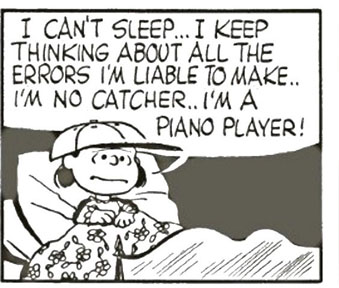 I CAN'T SLEEP... I KEEP
THINKING ABOUT ALL THE
ERRORS I'M LIABLE TO MAKE..
I'M NO CATCHER.. I'M A
PIANO PLAYER!